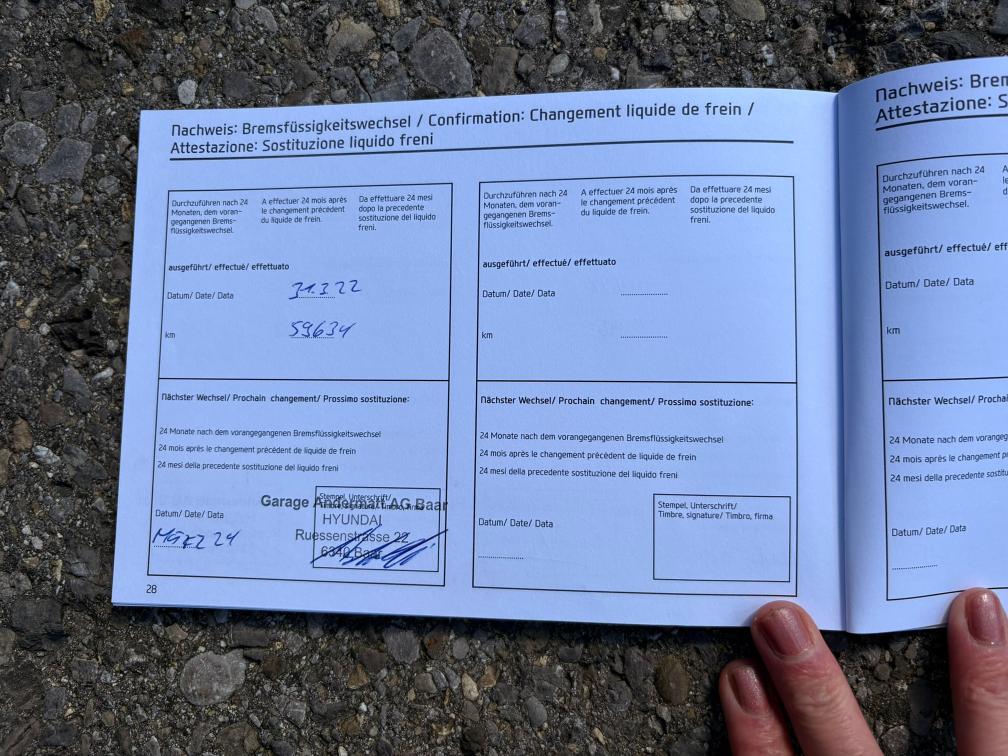 Nachweis: Bremsfüssigkeitswechsel / Confirmation: Changement liquide de frein /
Attestazione: Sostituzione liquido freni
Durchzuführen nach 24
Monaten, dem voran-
gegangenen Brems-
flüssigkeitswechsel.
A effectuer 24 mois après
le changement précédent
du liquide de frein.
Da effettuare 24 mesi
dopo la precedente
sostituzione del liquido
freni.
ausgeführt/ effectué/ effettuato
Datum/ Date/ Data 31.3.22
km 59634
Nächster Wechsel/ Prochain changement/ Prossimo sostituzione:
24 Monate nach dem vorangegangenen Bremsflüssigkeitswechsel
24 mois après le changement précédent de liquide de frein
24 mesi della precedente sostituzione del liquido freni
Stempel, Unterschrift/
Timbre, signature/ Timbro, firma
Garage Andermatt AG Baar
HYUNDAI
Ruessenstrasse 22
6340 Baar
Datum/ Date/ Data
März 24
28
Durchzuführen nach 24
Monaten, dem voran-
gegangenen Brems-
flüssigkeitswechsel.
A effectuer 24 mois après
le changement précédent
du liquide de frein.
Da effettuare 24 mesi
dopo la precedente
sostituzione del liquido
freni.
ausgeführt/ effectué/ effettuato
Datum/ Date/ Data
km
Nächster Wechsel/ Prochain changement/ Prossimo sostituzione:
24 Monate nach dem vorangegangenen Bremsflüssigkeitswechsel
24 mois après le changement précédent de liquide de frein
24 mesi della precedente sostituzione del liquido freni
Stempel, Unterschrift/
Timbre, signature/ Timbro, firma
Datum/ Date/ Data
Nachweis: Brem
Attestazione: S
Durchzuführen nach 24
Monaten, dem voran-
gegangenen Brems-
flüssigkeitswechsel.
ausgeführt/ effectué/ eff
Datum/ Date/ Data
km
Nächster Wechsel/ Prochai
24 Monate nach dem vorangeg
24 mois après le changement p
24 mesi della precedente sostitu
Datum/ Date/ Data